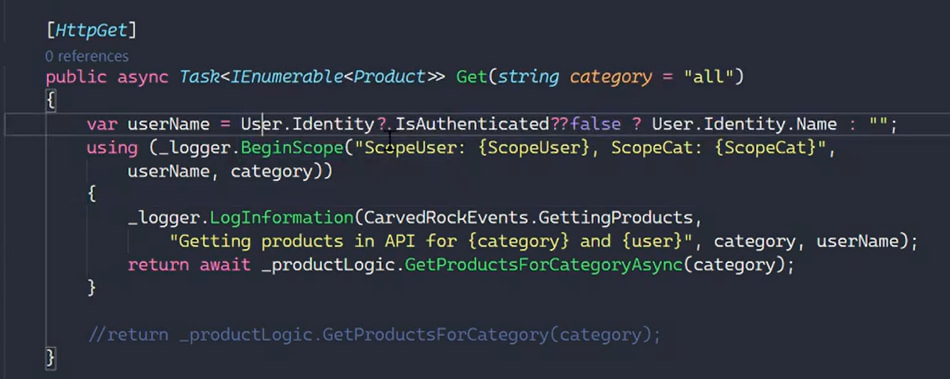 [HttpGet]
0 references
public async Task<IEnumerable<Product>> Get(string category = "all")
{
var userName = User.Identity?.IsAuthenticated??false ? User.Identity.Name : "";
using (_logger.BeginScope("ScopeUser: {ScopeUser}, ScopeCat: {ScopeCat}",
userName, category))
{
_logger.LogInformation(CarvedRockEvents.GettingProducts,
"Getting products in API for {category} and {user}", category, userName);
return await _productLogic.GetProductsForCategoryAsync(category);
}
//return _productLogic.GetProductsForCategory(category);
}